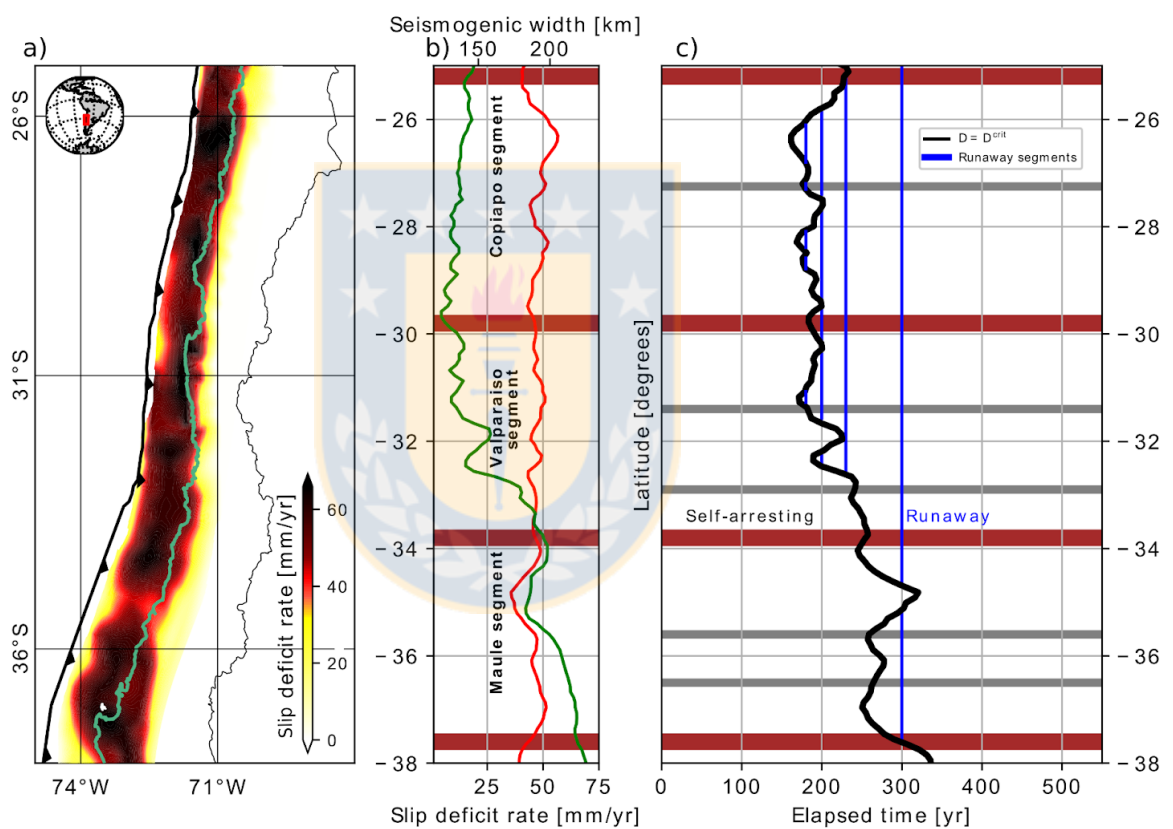 Seismogenic width [km]
a)
b)
c)
150
200
26°S
31°S
36°S
74°W
71°W
Slip deficit rate [mm/yr]
60
40
20
0
Copiapo segment
Valparaiso
segment
Maule segment
−26
−28
−30
−32
−34
−36
−38
25
50
75
Slip deficit rate [mm/yr]
Latitude [degrees]
D = D^crit
Runaway segments
Self-arresting
Runaway
−26
−28
−30
−32
−34
−36
−38
0
100
200
300
400
500
Elapsed time [yr]